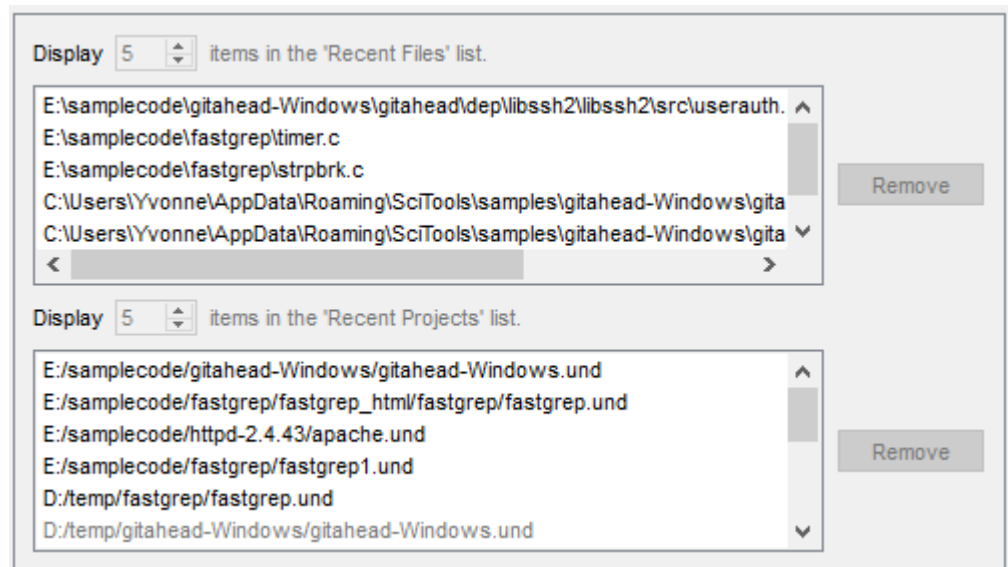 Display 5 items in the 'Recent Files' list.
E:\samplecode\gitahead-Windows\gitahead\dep\libssh2\libssh2\src\userauth.
E:\samplecode\fastgrep\timer.c
E:\samplecode\fastgrep\strpbrk.c
Remove
C:\Users\Yvonne\AppData\Roaming\SciTools\samples\gitahead-Windows\gita
C:\Users\Yvonne\AppData\Roaming\SciTools\samples\gitahead-Windows\gita
Display 5 items in the 'Recent Projects' list.
E:/samplecode/gitahead-Windows/gitahead-Windows.und
E:/samplecode/fastgrep/fastgrep_html/fastgrep/fastgrep.und
E:/samplecode/httpd-2.4.43/apache.und
Remove
E:/samplecode/fastgrep/fastgrep1.und
D:/temp/fastgrep/fastgrep.und
D:/temp/gitahead-Windows/gitahead-Windows.und